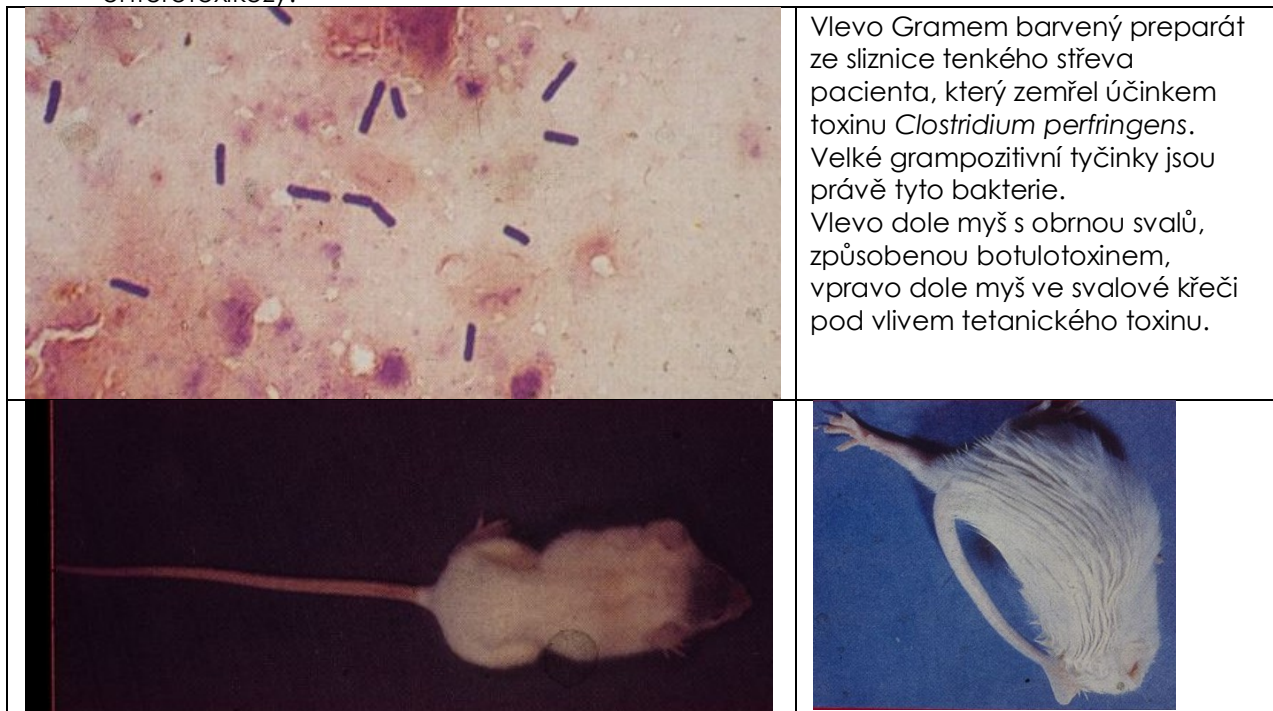 enterotoxikózy.
Vlevo Gramem barvený preparát
ze sliznice tenkého střeva
pacienta, který zemřel účinkem
toxinu Clostridium perfringens.
Velké grampozitivní tyčinky jsou
právě tyto bakterie.
Vlevo dole myš s obrnou svalů,
způsobenou botulotoxinem,
vpravo dole myš ve svalové křeči
pod vlivem tetanického toxinu.